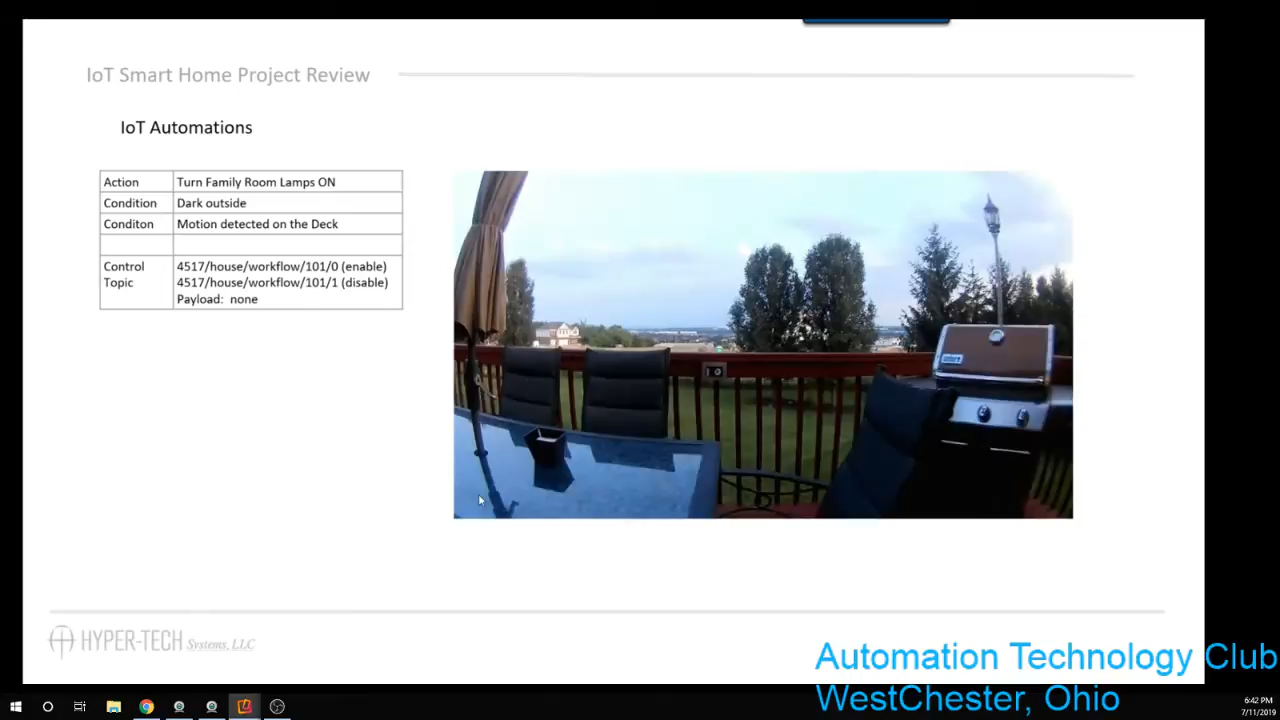 IoT Smart Home Project Review
IoT Automations
Action Turn Family Room Lamps ON
Condition Dark outside
Conditon Motion detected on the Deck
Control 4517/house/workflow/101/0 (enable)
Topic 4517/house/workflow/101/1 (disable)
Payload: none
HYPER-TECH Systems, LLC
Automation Technology Club
WestChester, Ohio
6:42 PM
7/11/2019